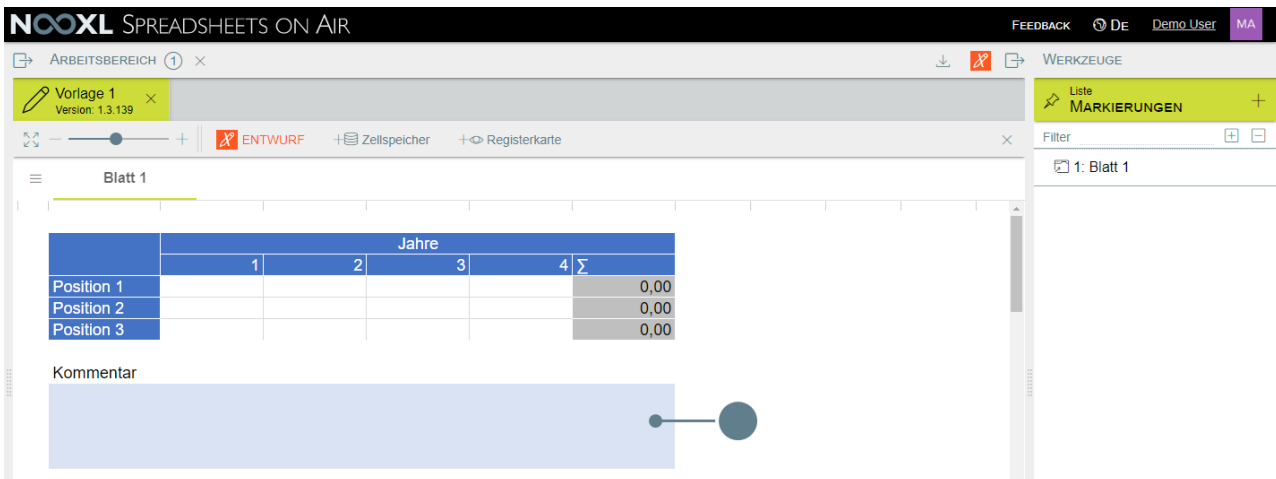 NOOXL SPREADSHEETS ON AIR FEEDBACK DE Demo User MA
ARBEITSBEREICH 1 WERKZEUGE
Vorlage 1
Version: 1.3.139
Liste
MARKIERUNGEN
ENTWURF Zellspeicher Registerkarte
Filter
Blatt 1
1: Blatt 1
Jahre
1 2 3 4 Σ
Position 1 0,00
Position 2 0,00
Position 3 0,00
Kommentar